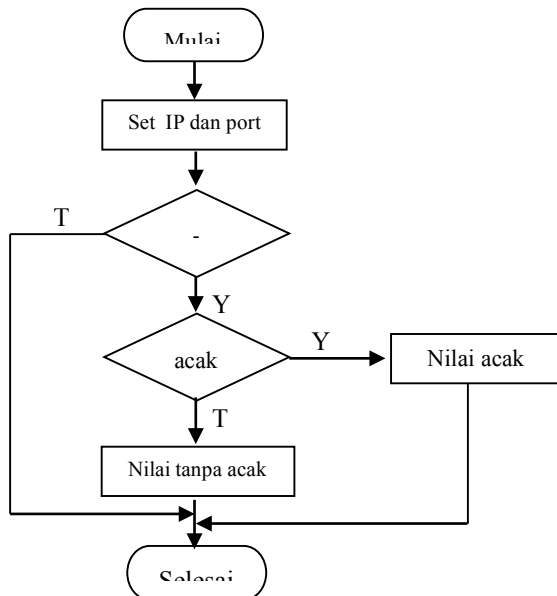 Mulai
Set IP dan port
T
-
Y
acak
Y
Nilai acak
T
Nilai tanpa acak
Selesai